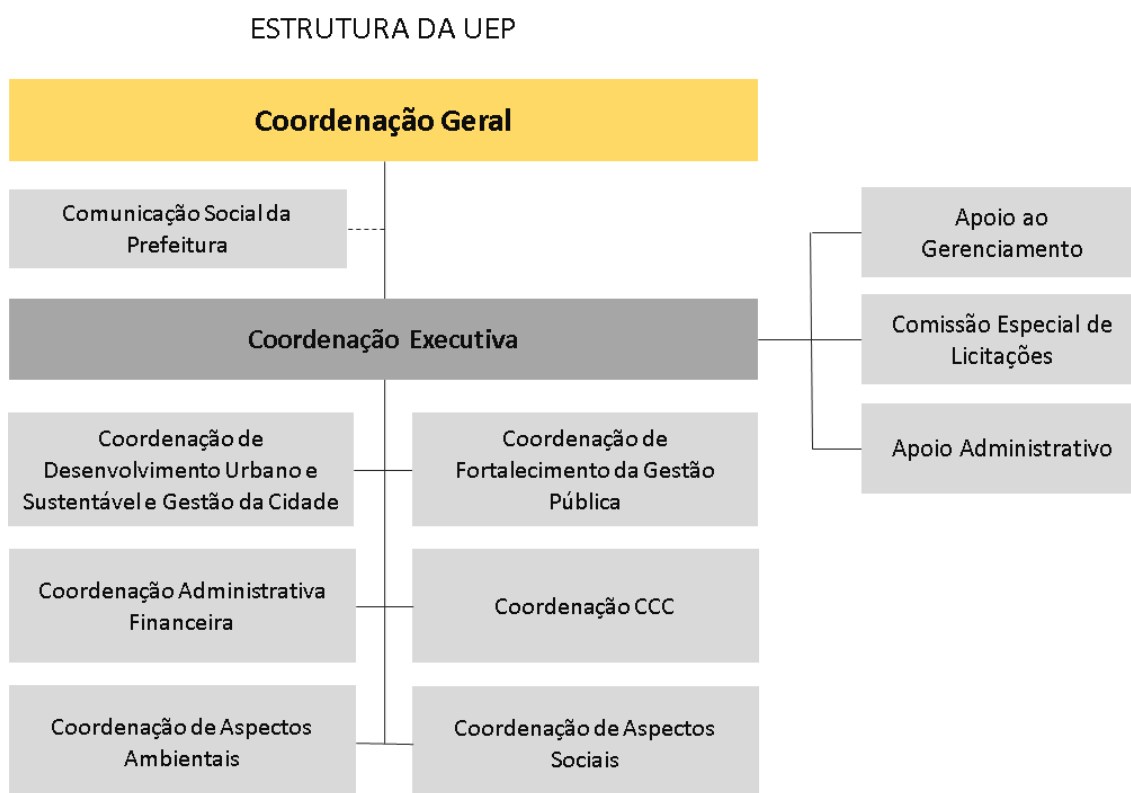 ESTRUTURA DA UEP
Coordenação Geral
Comunicação Social da
Prefeitura
Apoio ao
Gerenciamento
Coordenação Executiva
Comissão Especial de
Licitações
Apoio Administrativo
Coordenação de
Desenvolvimento Urbano e
Sustentável e Gestão da Cidade
Coordenação de
Fortalecimento da Gestão
Pública
Coordenação Administrativa
Financeira
Coordenação CCC
Coordenação de Aspectos
Ambientais
Coordenação de Aspectos
Sociais